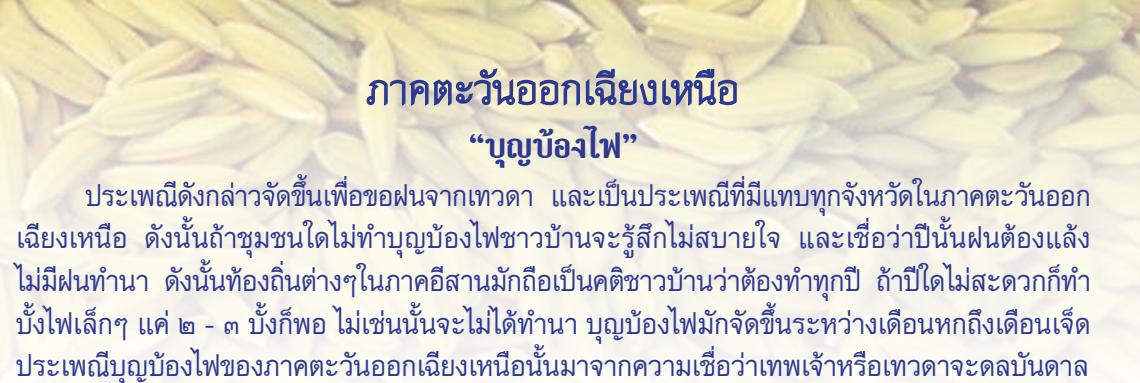 ภาคตะวันออกเฉียงเหนือ
“บุญบ้องไฟ”
ประเพณีดังกล่าวจัดขึ้นเพื่อขอฝนจากเทวดา และเป็นประเพณีที่มีแทบทุกจังหวัดในภาคตะวันออก
เฉียงเหนือ ดังนั้นถ้าชุมชนใดไม่ทำบุญบ้องไฟชาวบ้านจะรู้สึกไม่สบายใจ และเชื่อว่าปีนั้นฝนต้องแล้ง
ไม่มีฝนทำนา ดังนั้นท้องถิ่นต่างๆในภาคอีสานมักถือเป็นคติชาวบ้านว่าต้องทำทุกปี ถ้าปีใดไม่สะดวกก็ทำ
บั้งไฟเล็กๆ แค่ ๒ - ๓ บั้งก็พอ ไม่เช่นนั้นจะไม่ได้ทำนา บุญบ้องไฟมักจัดขึ้นระหว่างเดือนหกถึงเดือนเจ็ด
ประเพณีบุญบ้องไฟของภาคตะวันออกเฉียงเหนือนั้นมาจากความเชื่อว่าเทพเจ้าหรือเทวดาจะดลบันดาล